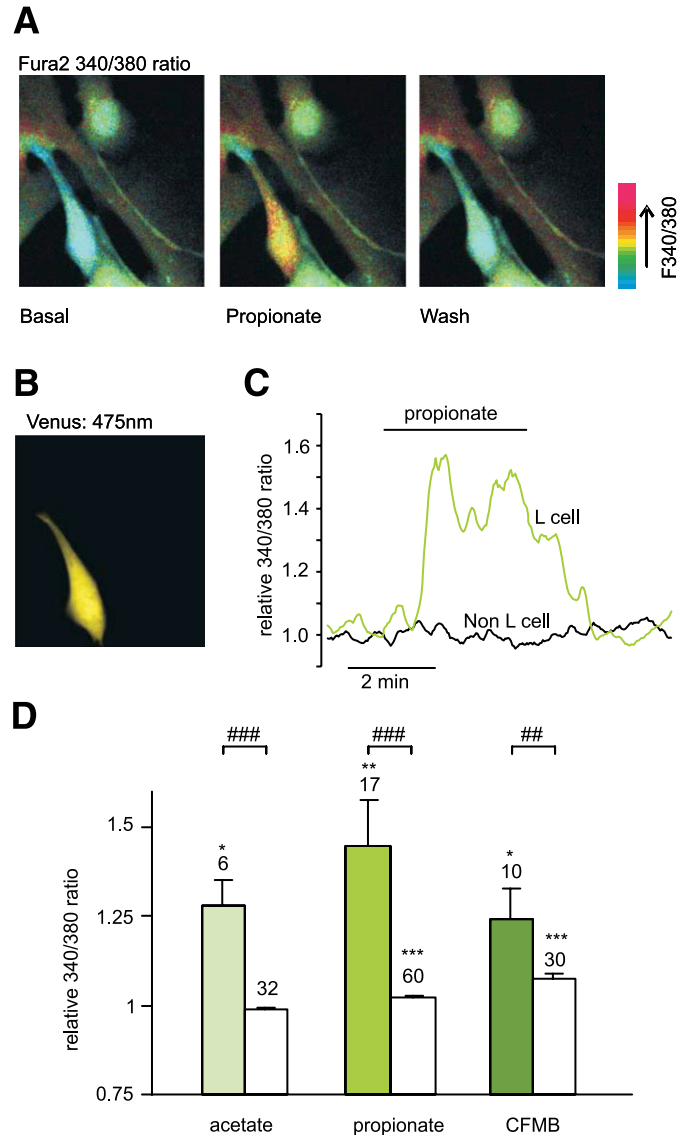 A
Fura2 340/380 ratio
F340/380
Basal
Propionate
Wash
B
Venus: 475nm
C
propionate
1.6
1.4
1.2
1.0
relative 340/380 ratio
L cell
Non L cell
2 min
D
###
###
##
1.5
1.25
1
0.75
relative 340/380 ratio
*
6
32
**
17
***
60
*
10
***
30
acetate
propionate
CFMB